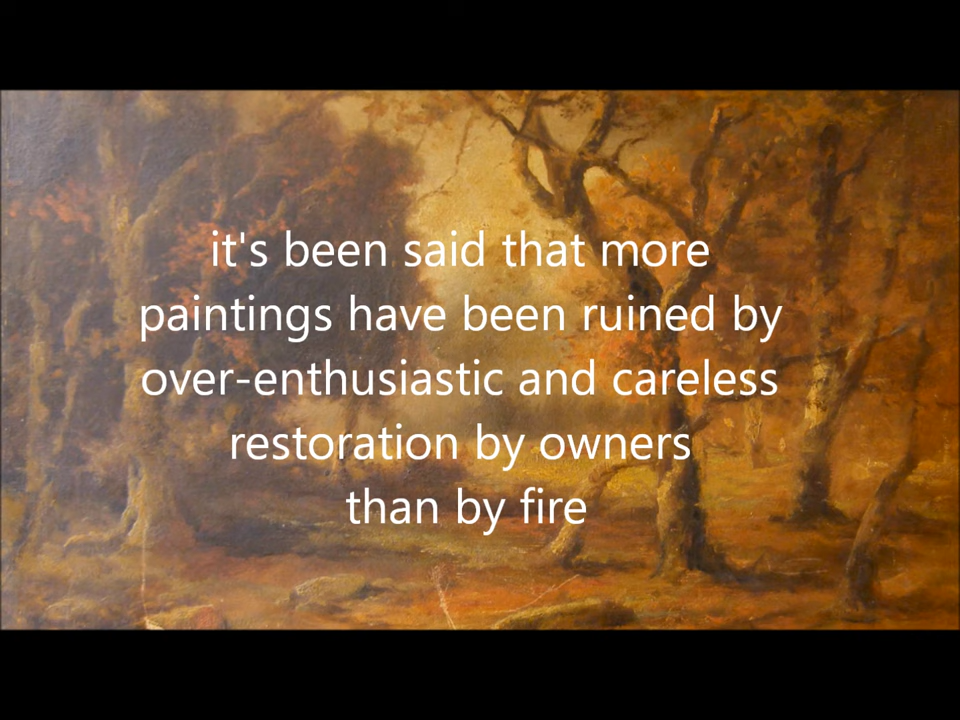 it's been said that more
paintings have been ruined by
over-enthusiastic and careless
restoration by owners
than by fire